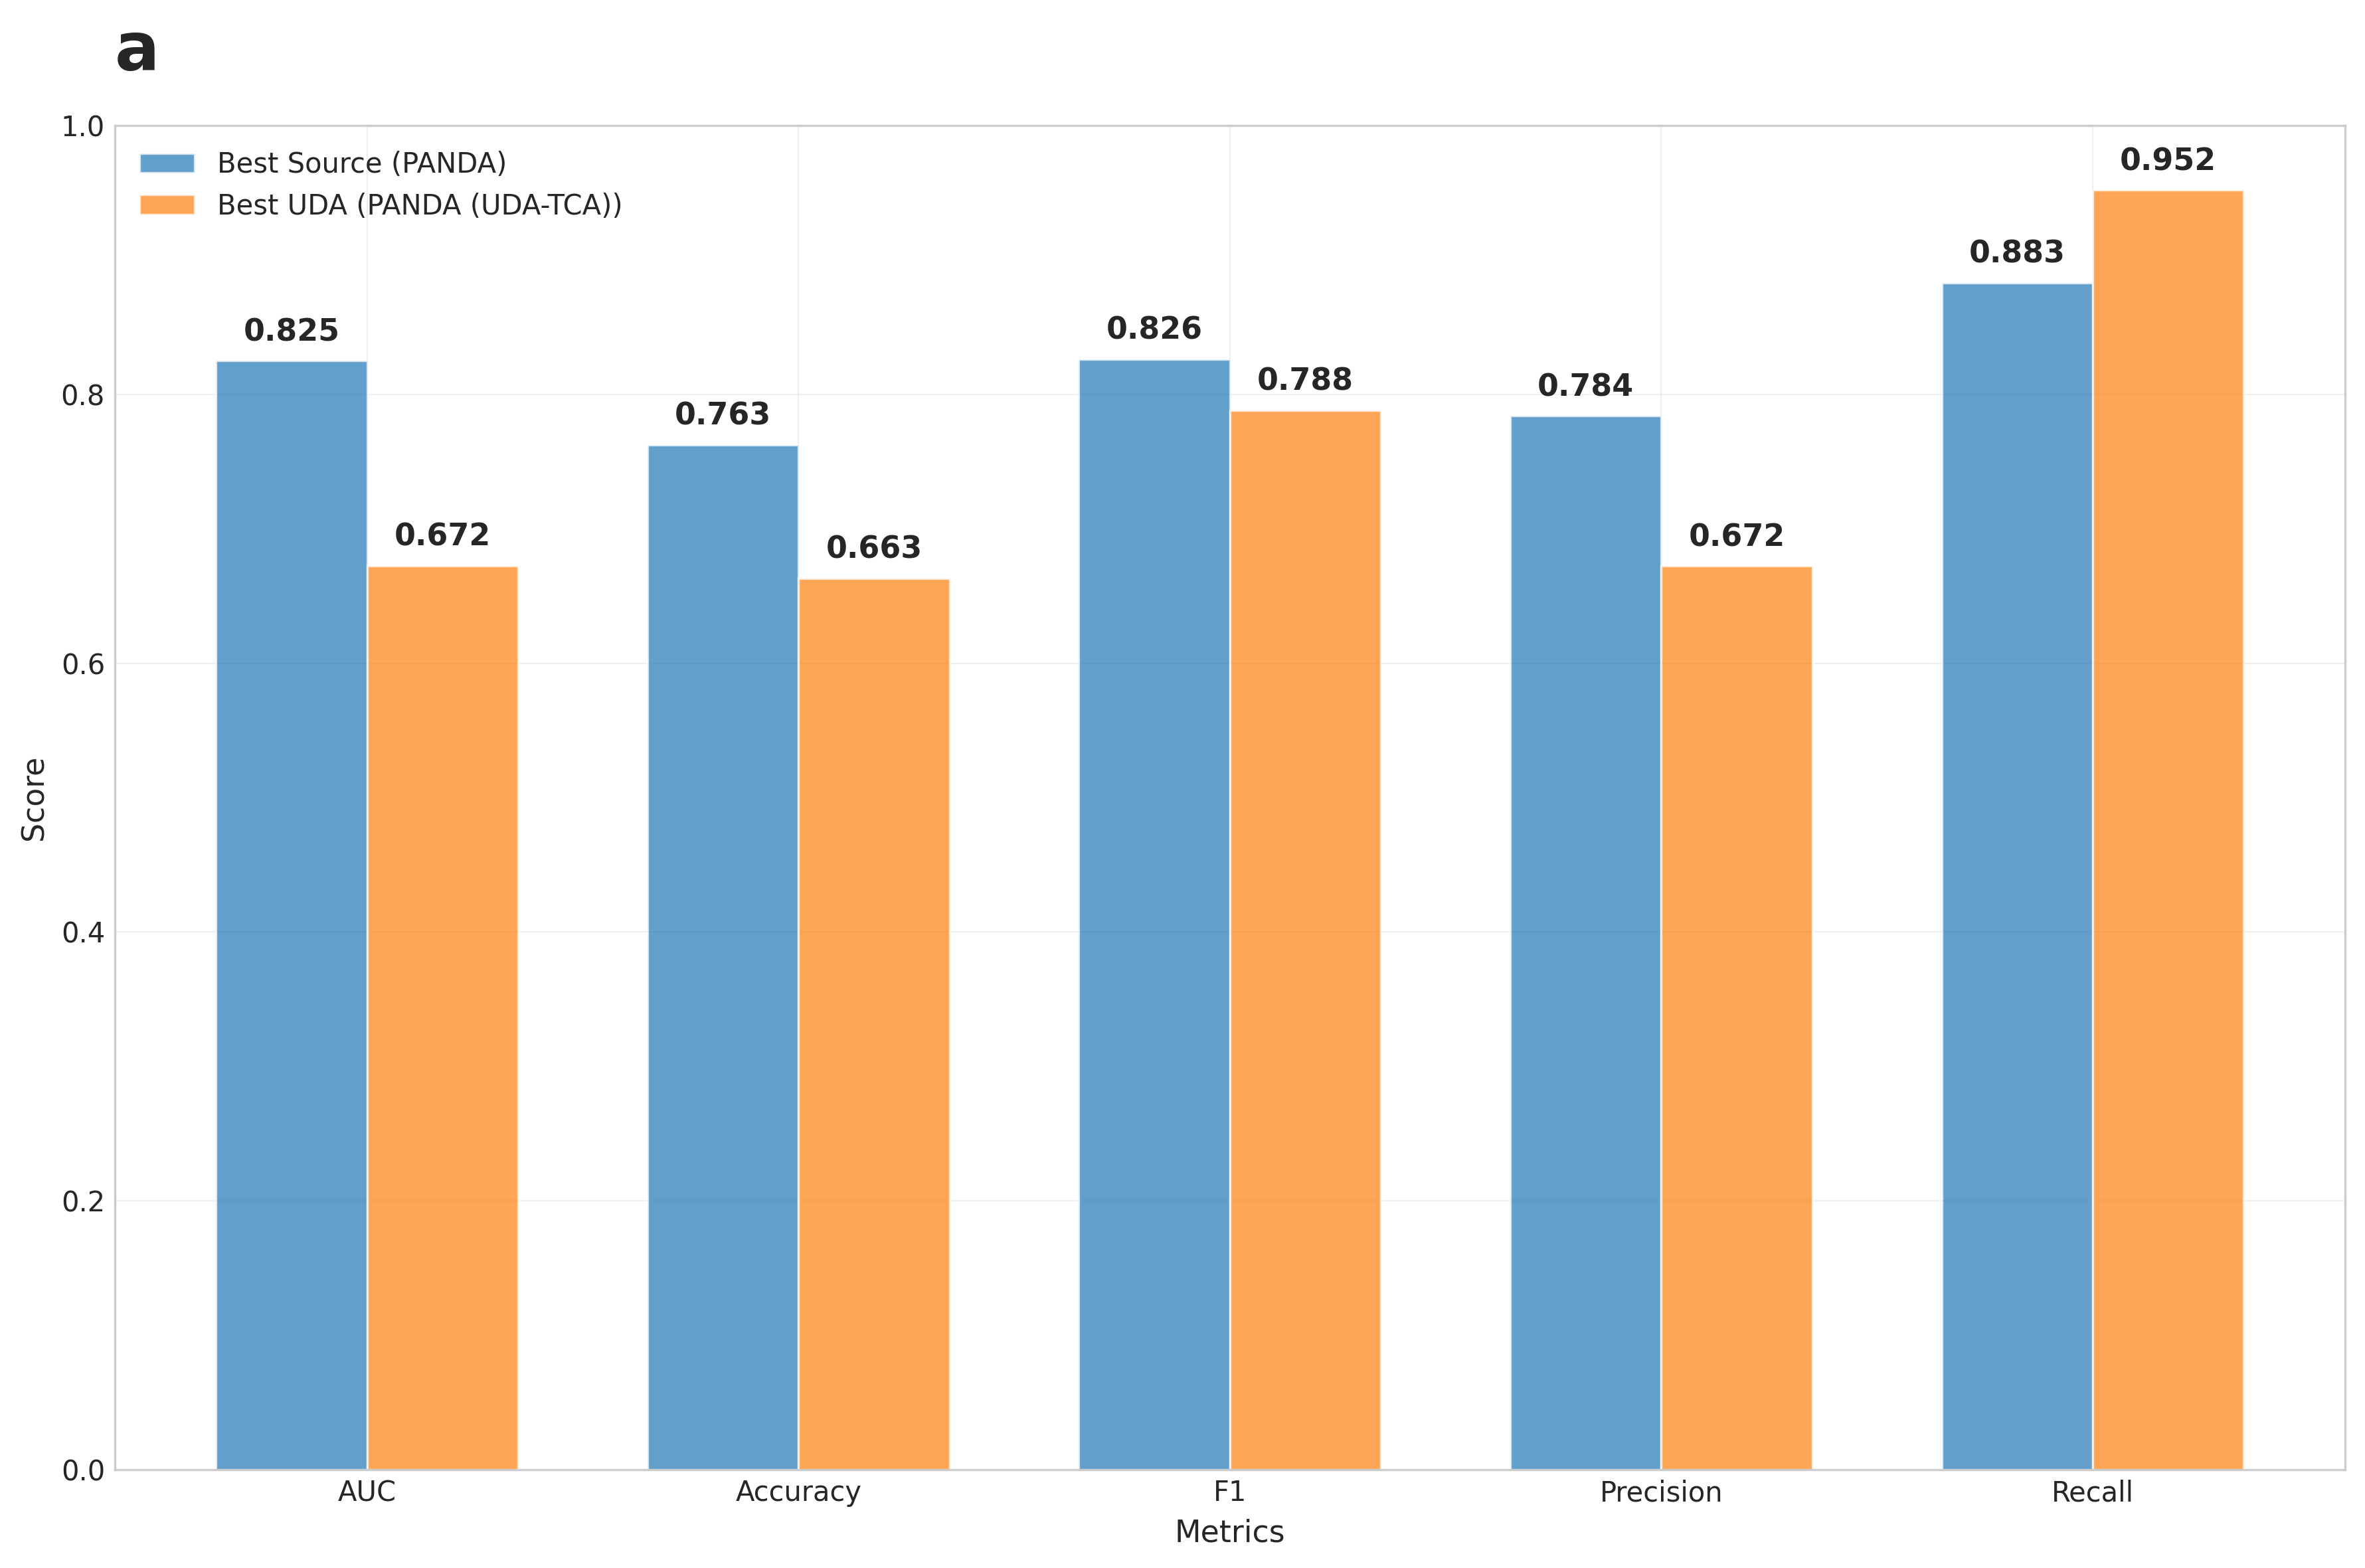 a
1.0
Best Source (PANDA)
Best UDA (PANDA (UDA-TCA))
0.952
0.883
0.825
0.826
0.788
0.784
0.8
0.763
0.672
0.663
0.672
0.6
Score
0.4
0.2
0.0
AUC Accuracy F1 Precision Recall
Metrics